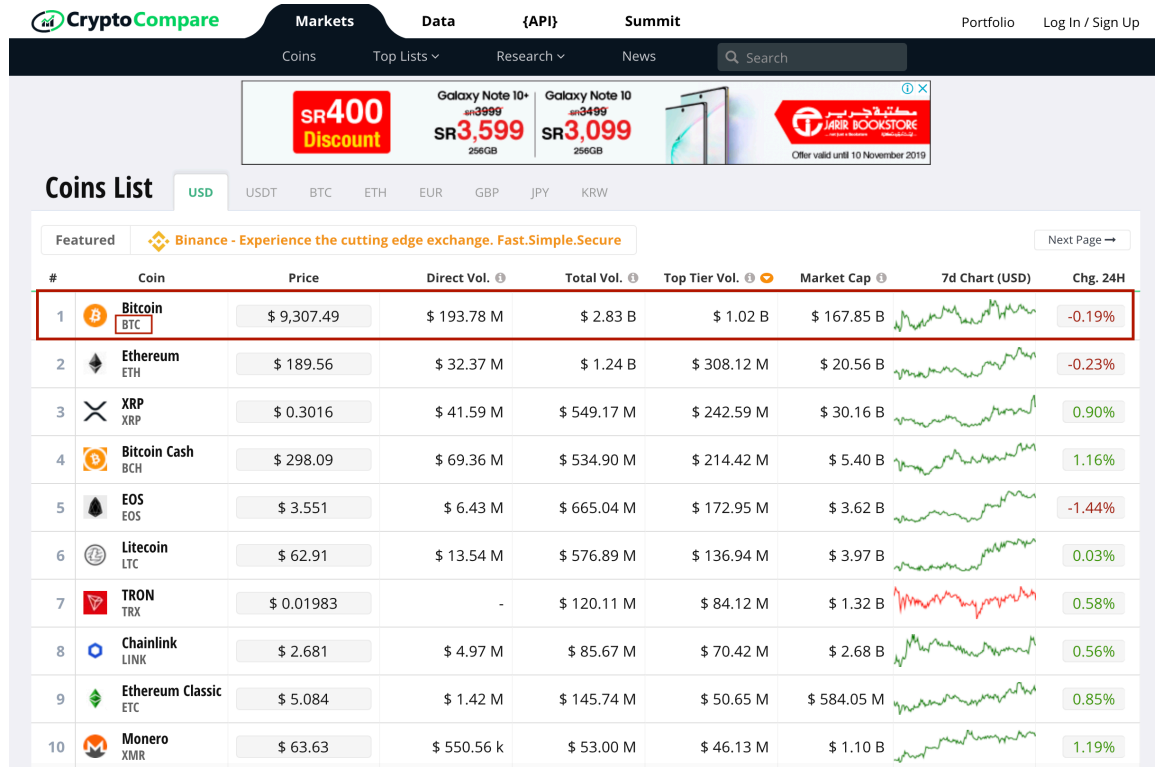 CryptoCompare
Markets Data {API} Summit
Portfolio Log In / Sign Up
Coins Top Lists Research News Search
SR400 Discount
Galaxy Note 10+ Galaxy Note 10
SR3999 SR3499
SR3,599 SR3,099
256GB 256GB
مكتبة جرير
JARIR BOOKSTORE
... not just a Bookstore
Offer valid until 10 November 2019
Coins List USD USDT BTC ETH EUR GBP JPY KRW
Featured Binance - Experience the cutting edge exchange. Fast.Simple.Secure Next Page →
# Coin Price Direct Vol. Total Vol. Top Tier Vol. Market Cap 7d Chart (USD) Chg. 24H
1 Bitcoin BTC $ 9,307.49 $ 193.78 M $ 2.83 B $ 1.02 B $ 167.85 B -0.19%
2 Ethereum ETH $ 189.56 $ 32.37 M $ 1.24 B $ 308.12 M $ 20.56 B -0.23%
3 XRP XRP $ 0.3016 $ 41.59 M $ 549.17 M $ 242.59 M $ 30.16 B 0.90%
4 Bitcoin Cash BCH $ 298.09 $ 69.36 M $ 534.90 M $ 214.42 M $ 5.40 B 1.16%
5 EOS EOS $ 3.551 $ 6.43 M $ 665.04 M $ 172.95 M $ 3.62 B -1.44%
6 Litecoin LTC $ 62.91 $ 13.54 M $ 576.89 M $ 136.94 M $ 3.97 B 0.03%
7 TRON TRX $ 0.01983 - $ 120.11 M $ 84.12 M $ 1.32 B 0.58%
8 Chainlink LINK $ 2.681 $ 4.97 M $ 85.67 M $ 70.42 M $ 2.68 B 0.56%
9 Ethereum Classic ETC $ 5.084 $ 1.42 M $ 145.74 M $ 50.65 M $ 584.05 M 0.85%
10 Monero XMR $ 63.63 $ 550.56 k $ 53.00 M $ 46.13 M $ 1.10 B 1.19%